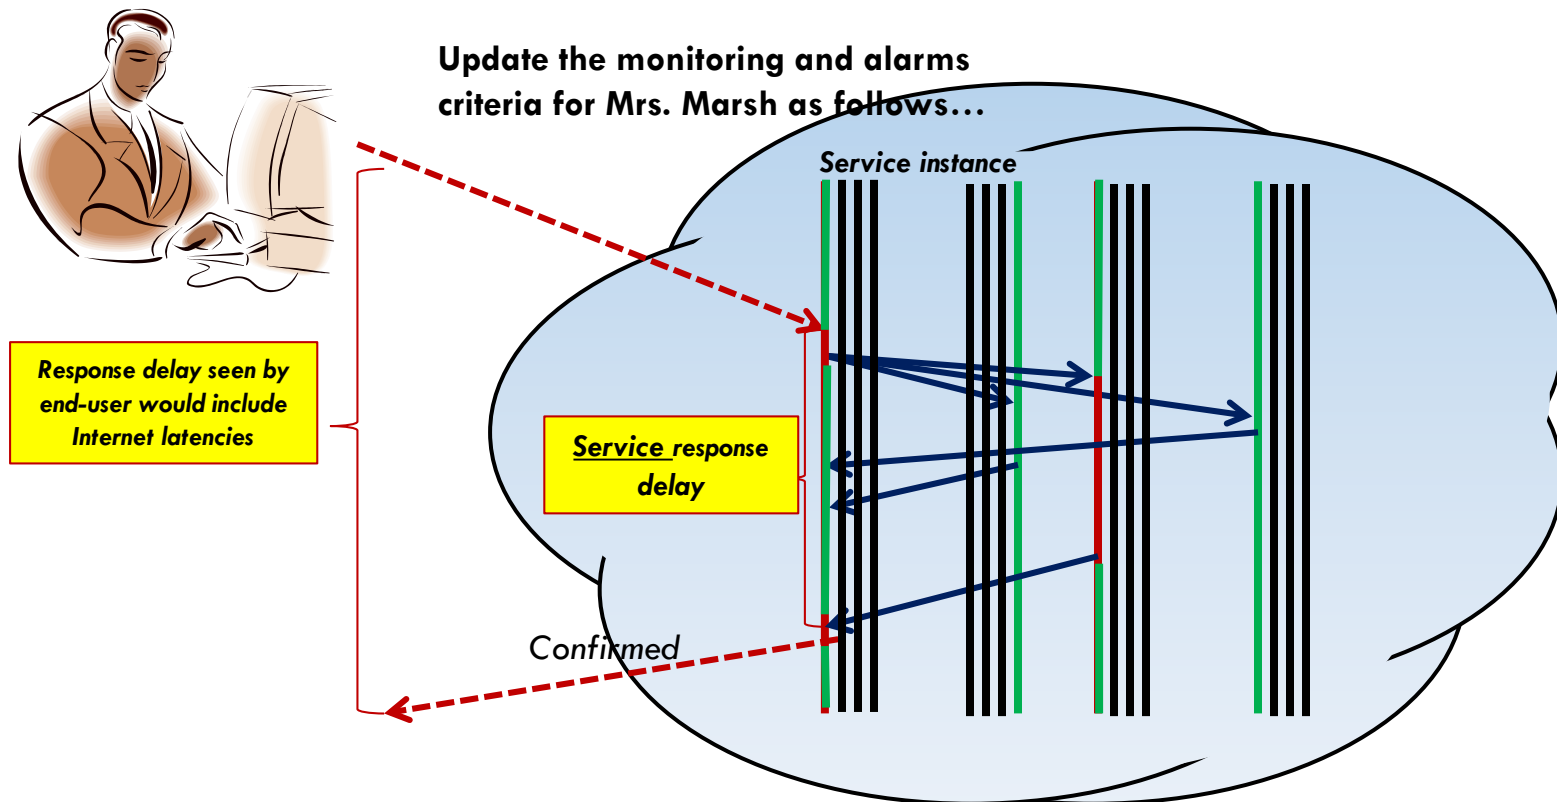 Update the monitoring and alarms
criteria for Mrs. Marsh as follows…
Service instance
Response delay seen by
end-user would include
Internet latencies
Service response
delay
Confirmed